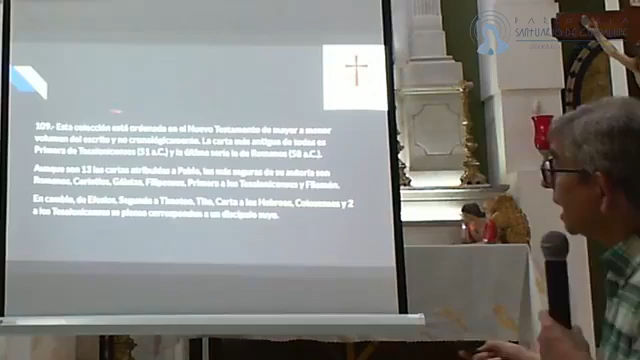 PARROQUIA
SANTUARIO DE
109.- Esta colección está ordenada en el Nuevo Testamento de mayor a menor
volumen del escrito y no cronológicamente. La carta más antigua de todas es
Primera de Tesalonicenses (51 a.C.) y la última sería la de Romanos (58 a.C.).
Aunque son 13 las cartas atribuidas a Pablo, las más seguras de su autoría son
Romanos, Corintios, Gálatas, Filipenses, Primera a los Tesalonicenses y Filemón.
En cambio, de Efesios, Segunda a Timoteo, Tito, Carta a los Hebreos, Colosenses y 2
a los Tesalonicenses se piensa corresponden a un discípulo suyo.